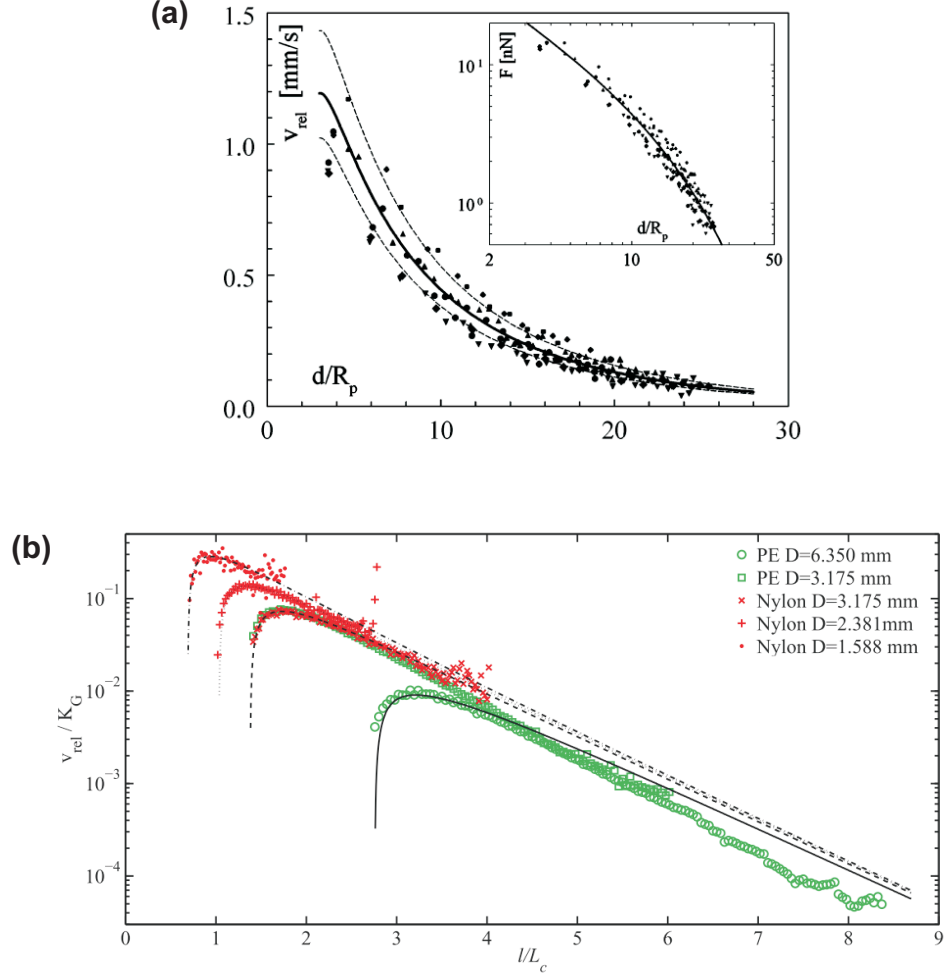 (a)
1.5
v_rel [mm/s]
1.0
0.5
0.0
d/R_p
0
10
20
30
F [nN]
10^1
10^0
d/R_p
2
10
50
(b)
v_rel / K_G
10^−1
10^−2
10^−3
10^−4
PE D=6.350 mm
PE D=3.175 mm
Nylon D=3.175 mm
Nylon D=2.381mm
Nylon D=1.588 mm
0 1 2 3 4 5 6 7 8 9
l/L_c